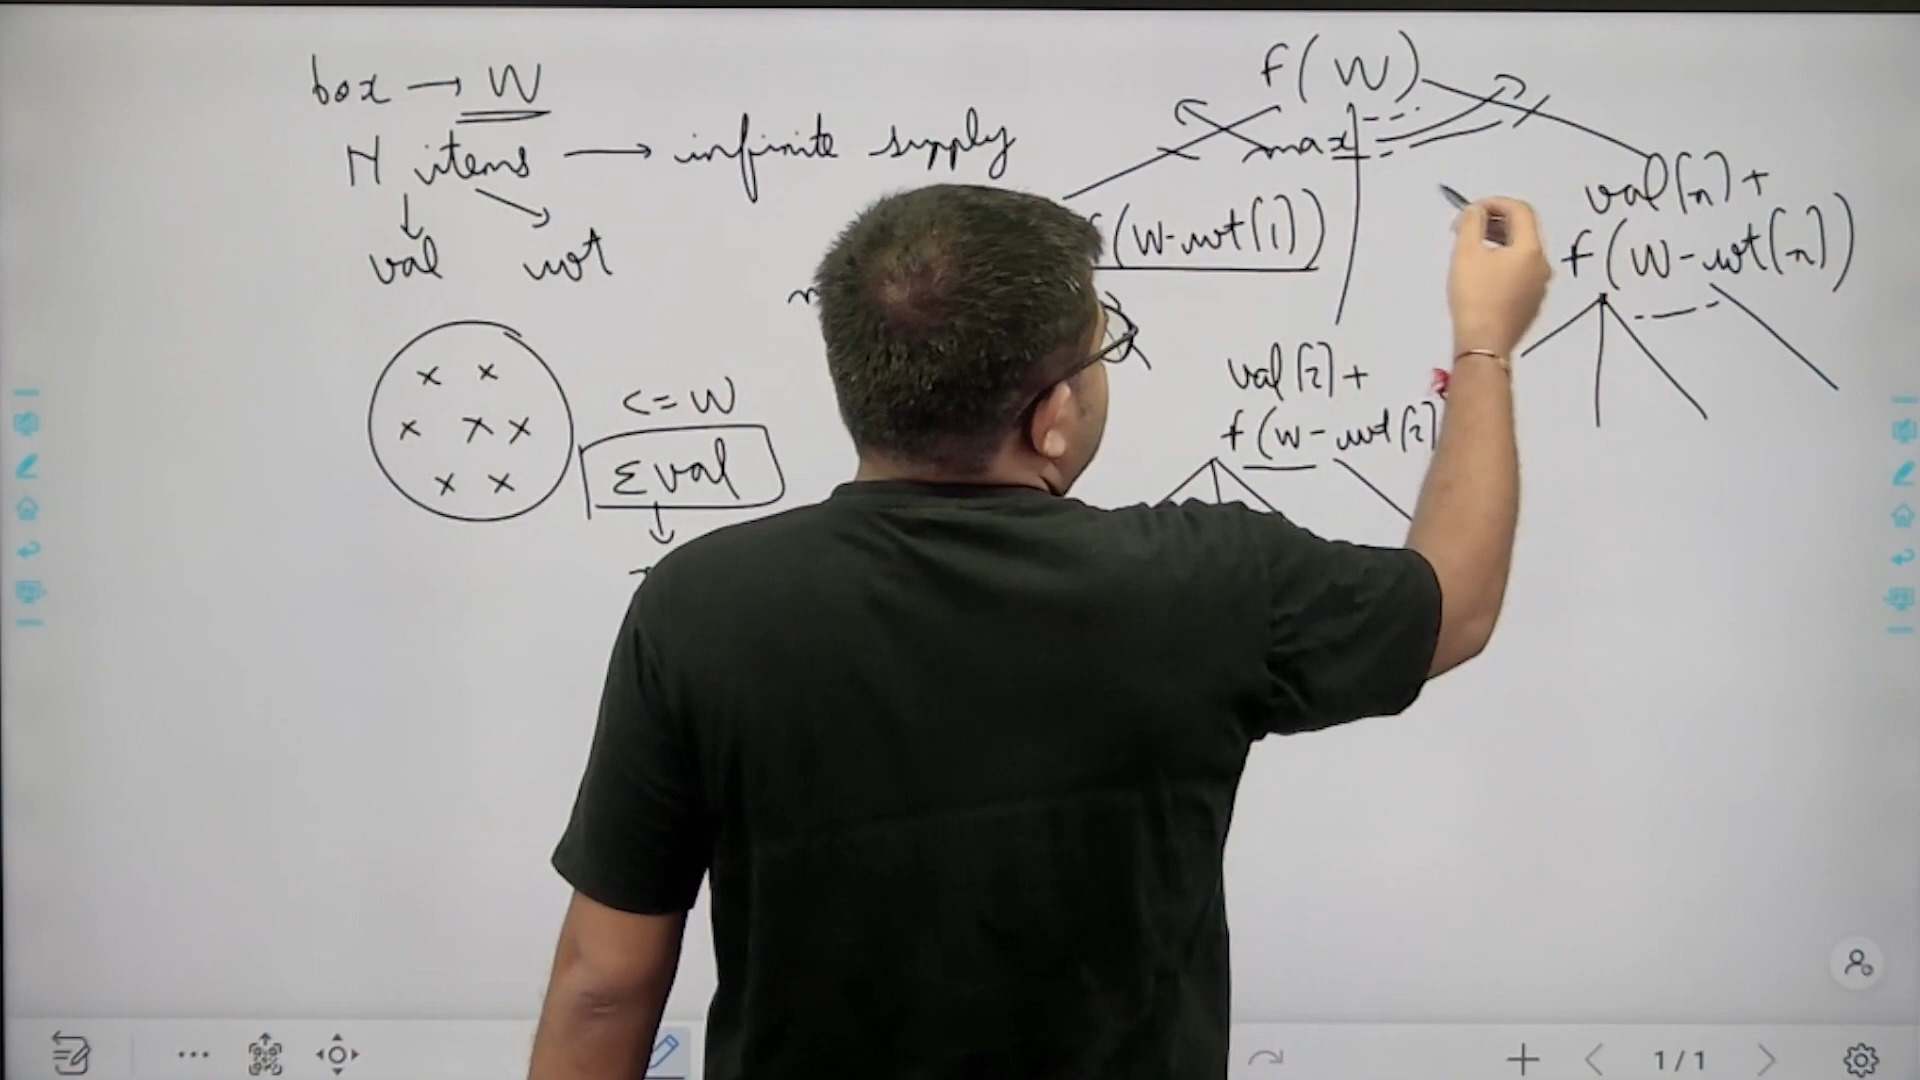 box → W
N items → infinite supply
val wt
<= W
Σval
f(W)
max
f(W-wt[1])
val[2]+
f(W-wt[2]
val[n]+
f(W-wt[n])
1/1